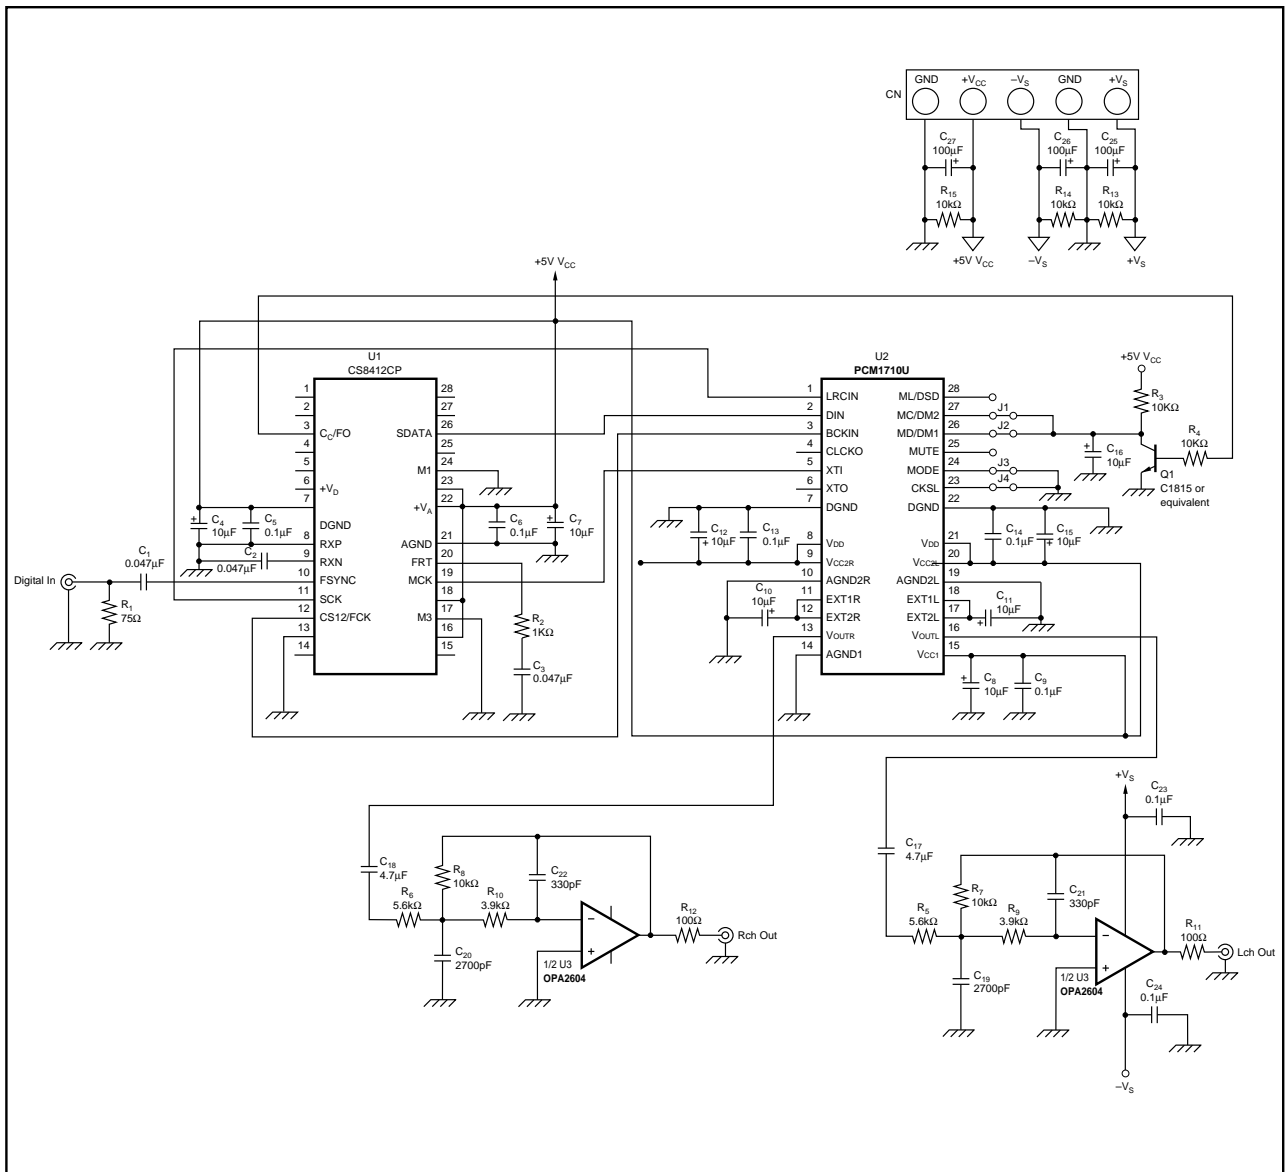 GND +VCC –VS GND +VS
CN
C27
100µF
+
C26
100µF
+
C25
100µF
+
R15
10kΩ
R14
10kΩ
R13
10kΩ
+5V VCC
–VS
+VS
+5V VCC
U1
CS8412CP
1
2
3
4
5
6
7
8
9
10
11
12
13
14
CC/FO
+VD
DGND
RXP
RXN
FSYNC
SCK
CS12/FCK
SDATA
M1
+VA
AGND
FRT
MCK
M3
28
27
26
25
24
23
22
21
20
19
18
17
16
15
+
C4
10µF
C5
0.1µF
C6
0.1µF
+
C7
10µF
C1
0.047µF
C2
0.047µF
Digital In
R1
75Ω
R2
1KΩ
C3
0.047µF
U2
PCM1710U
1
2
3
4
5
6
7
8
9
10
11
12
13
14
LRCIN
DIN
BCKIN
CLCKO
XTI
XTO
DGND
VDD
VCC2R
AGND2R
EXT1R
EXT2R
VOUTR
AGND1
ML/DSD
MC/DM2
MD/DM1
MUTE
MODE
CKSL
DGND
VDD
VCC2L
AGND2L
EXT1L
EXT2L
VOUTL
VCC1
28
27
26
25
24
23
22
21
20
19
18
17
16
15
J1
J2
J3
J4
+5V VCC
R3
10KΩ
R4
10KΩ
+
C16
10µF
Q1
C1815 or
equivalent
C12
+ 10µF
C13
0.1µF
C14
0.1µF
C15
+ 10µF
C10
10µF
+
C11
10µF
+
+
C8
10µF
C9
0.1µF
C18
4.7µF
R6
5.6kΩ
R8
10kΩ
R10
3.9kΩ
C22
330pF
C20
2700pF
–
+
1/2 U3
OPA2604
R12
100Ω
Rch Out
C17
4.7µF
R5
5.6kΩ
R7
10kΩ
R9
3.9kΩ
C21
330pF
C19
2700pF
–
+
1/2 U3
OPA2604
+VS
C23
0.1µF
R11
100Ω
Lch Out
C24
0.1µF
–VS